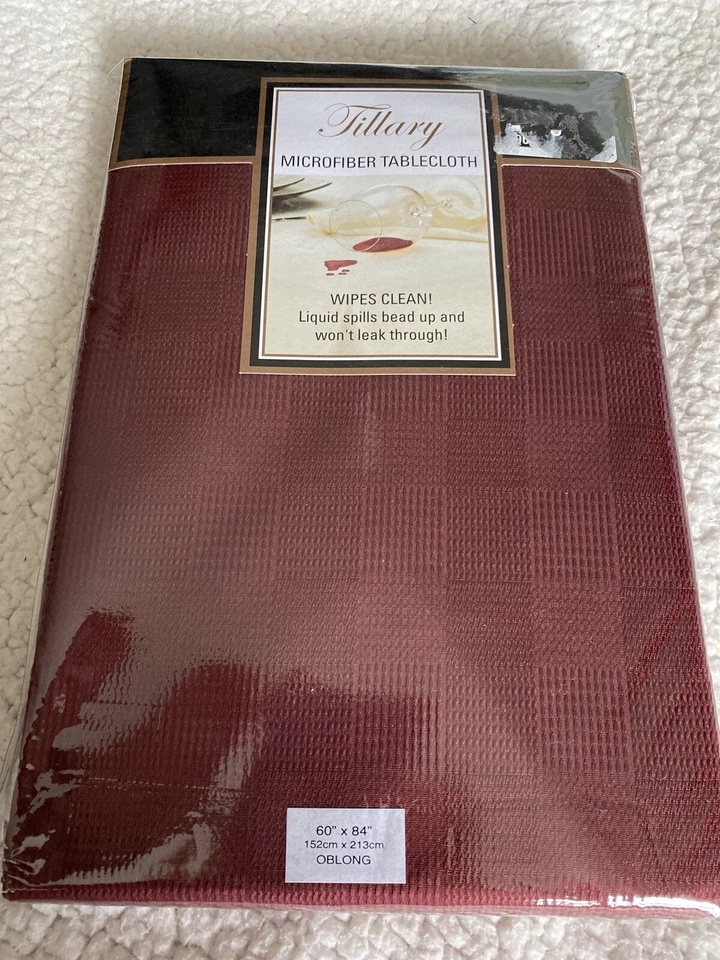 Tillary
MICROFIBER TABLECLOTH
WIPES CLEAN!
Liquid spills bead up and
won't leak through!
60" x 84"
152cm x 213cm
OBLONG